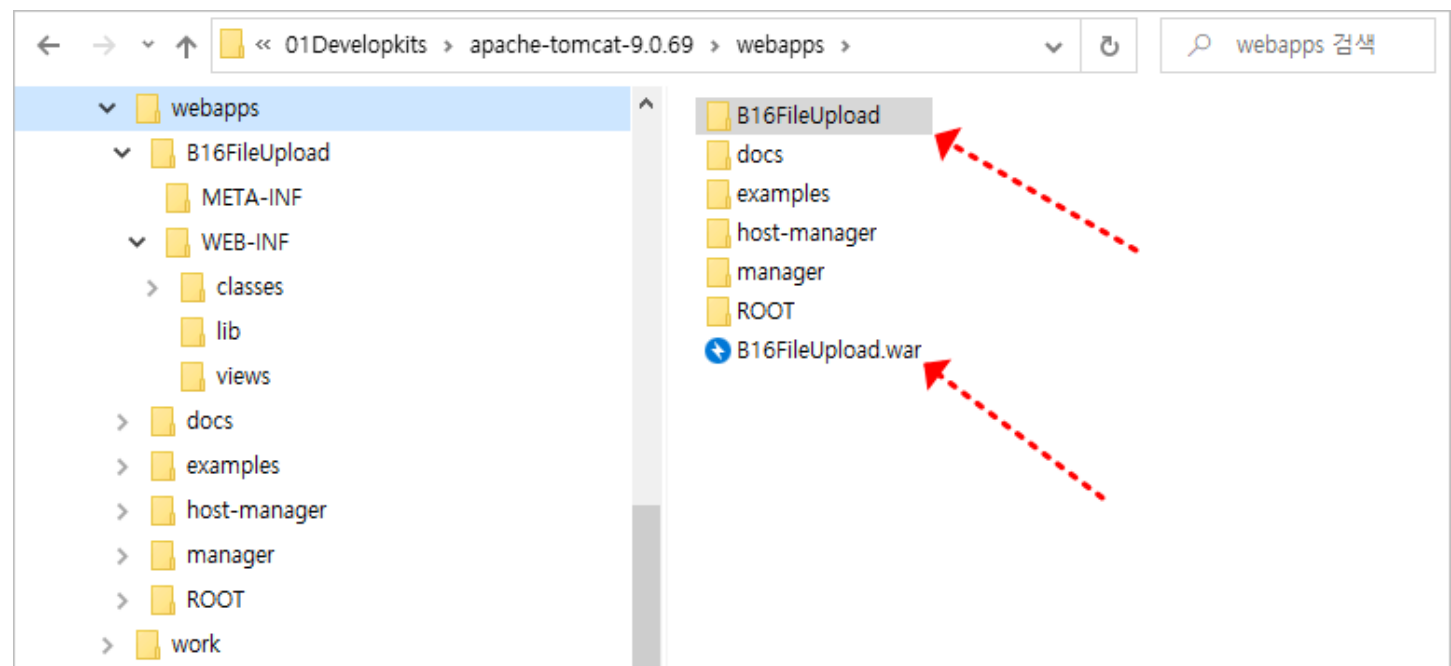 « 01Developkits > apache-tomcat-9.0.69 > webapps >
webapps 검색
webapps
B16FileUpload
META-INF
WEB-INF
classes
lib
views
docs
examples
host-manager
manager
ROOT
work
B16FileUpload
docs
examples
host-manager
manager
ROOT
B16FileUpload.war